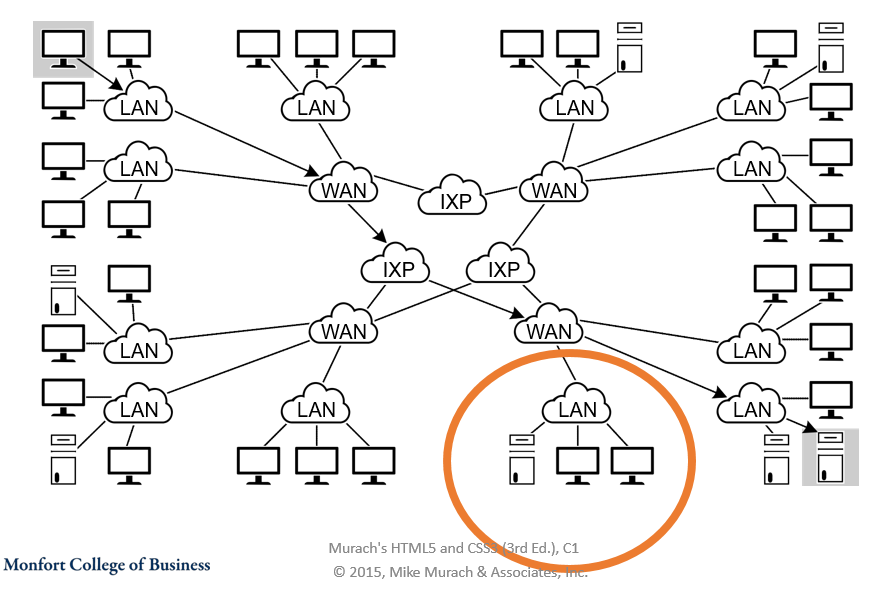 LAN
LAN
LAN
LAN
LAN
LAN
WAN
IXP
WAN
IXP
IXP
WAN
WAN
LAN
LAN
LAN
LAN
LAN
LAN
Murach's HTML5 and CSS3 (3rd Ed.), C1
Monfort College of Business
© 2015, Mike Murach & Associates, Inc.